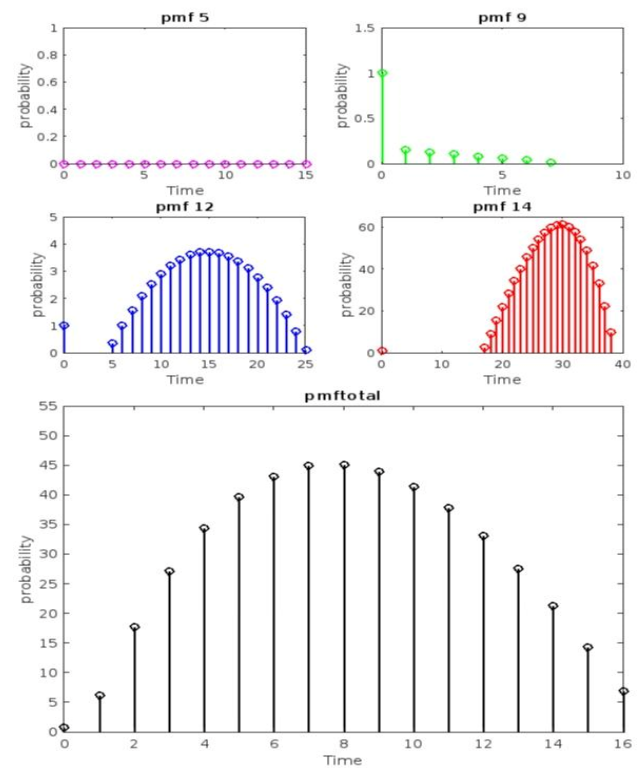 pmf 5
1
0.8
0.6
0.4
0.2
0
0 5 10 15
probability
Time
pmf 9
1.5
1
0.5
0
0 5 10
probability
Time
pmf 12
5
4
3
2
1
0
0 5 10 15 20 25
probability
Time
pmf 14
60
40
20
0
0 10 20 30 40
probability
Time
pmftotal
55
50
45
40
35
30
25
20
15
10
5
0
0 2 4 6 8 10 12 14 16
probability
Time